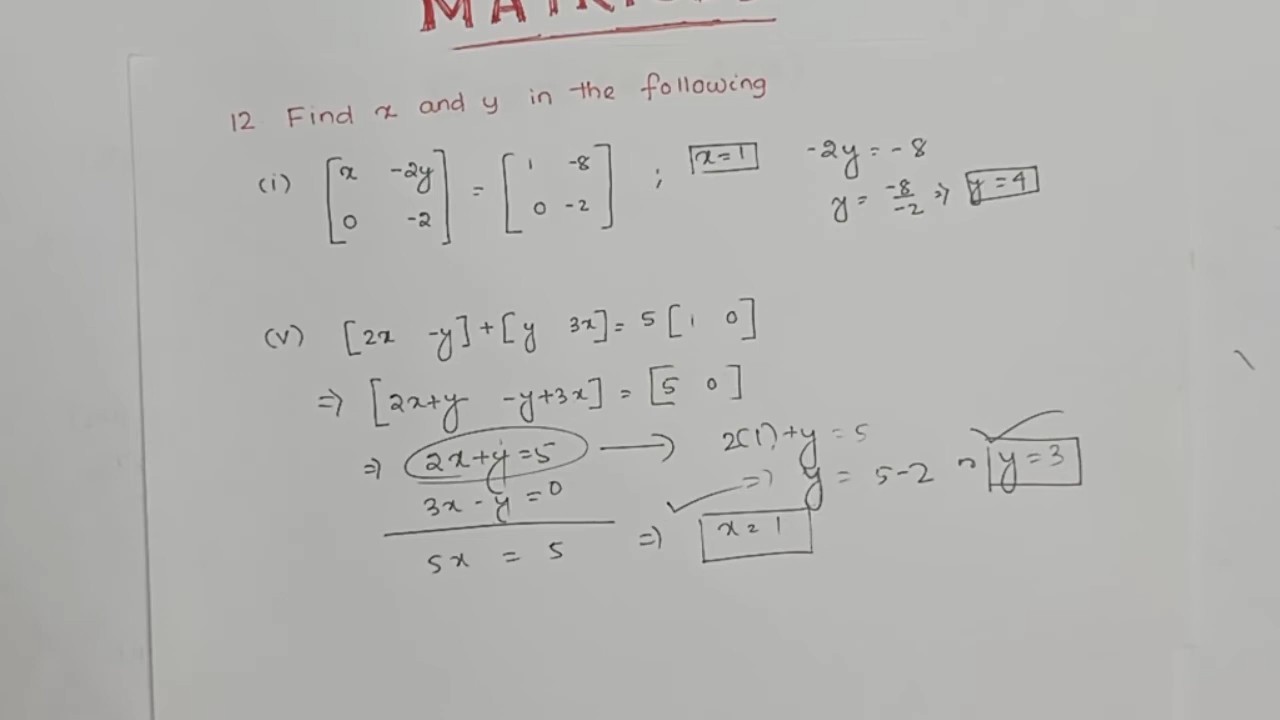 12 Find x and y in the following
(i) [x -2y 0 -2] = [1 -8 0 -2] ; x=1 -2y = -8
y = -8/-2 ⇒ y = 4
(v) [2x -y] + [y 3x] = 5 [1 0]
⇒ [2x+y -y+3x] = [5 0]
⇒ 2x+y = 5 → 2(1)+y = 5
3x - y = 0 ⇒ y = 5-2 ⇒ y = 3
5x = 5 ⇒ x = 1